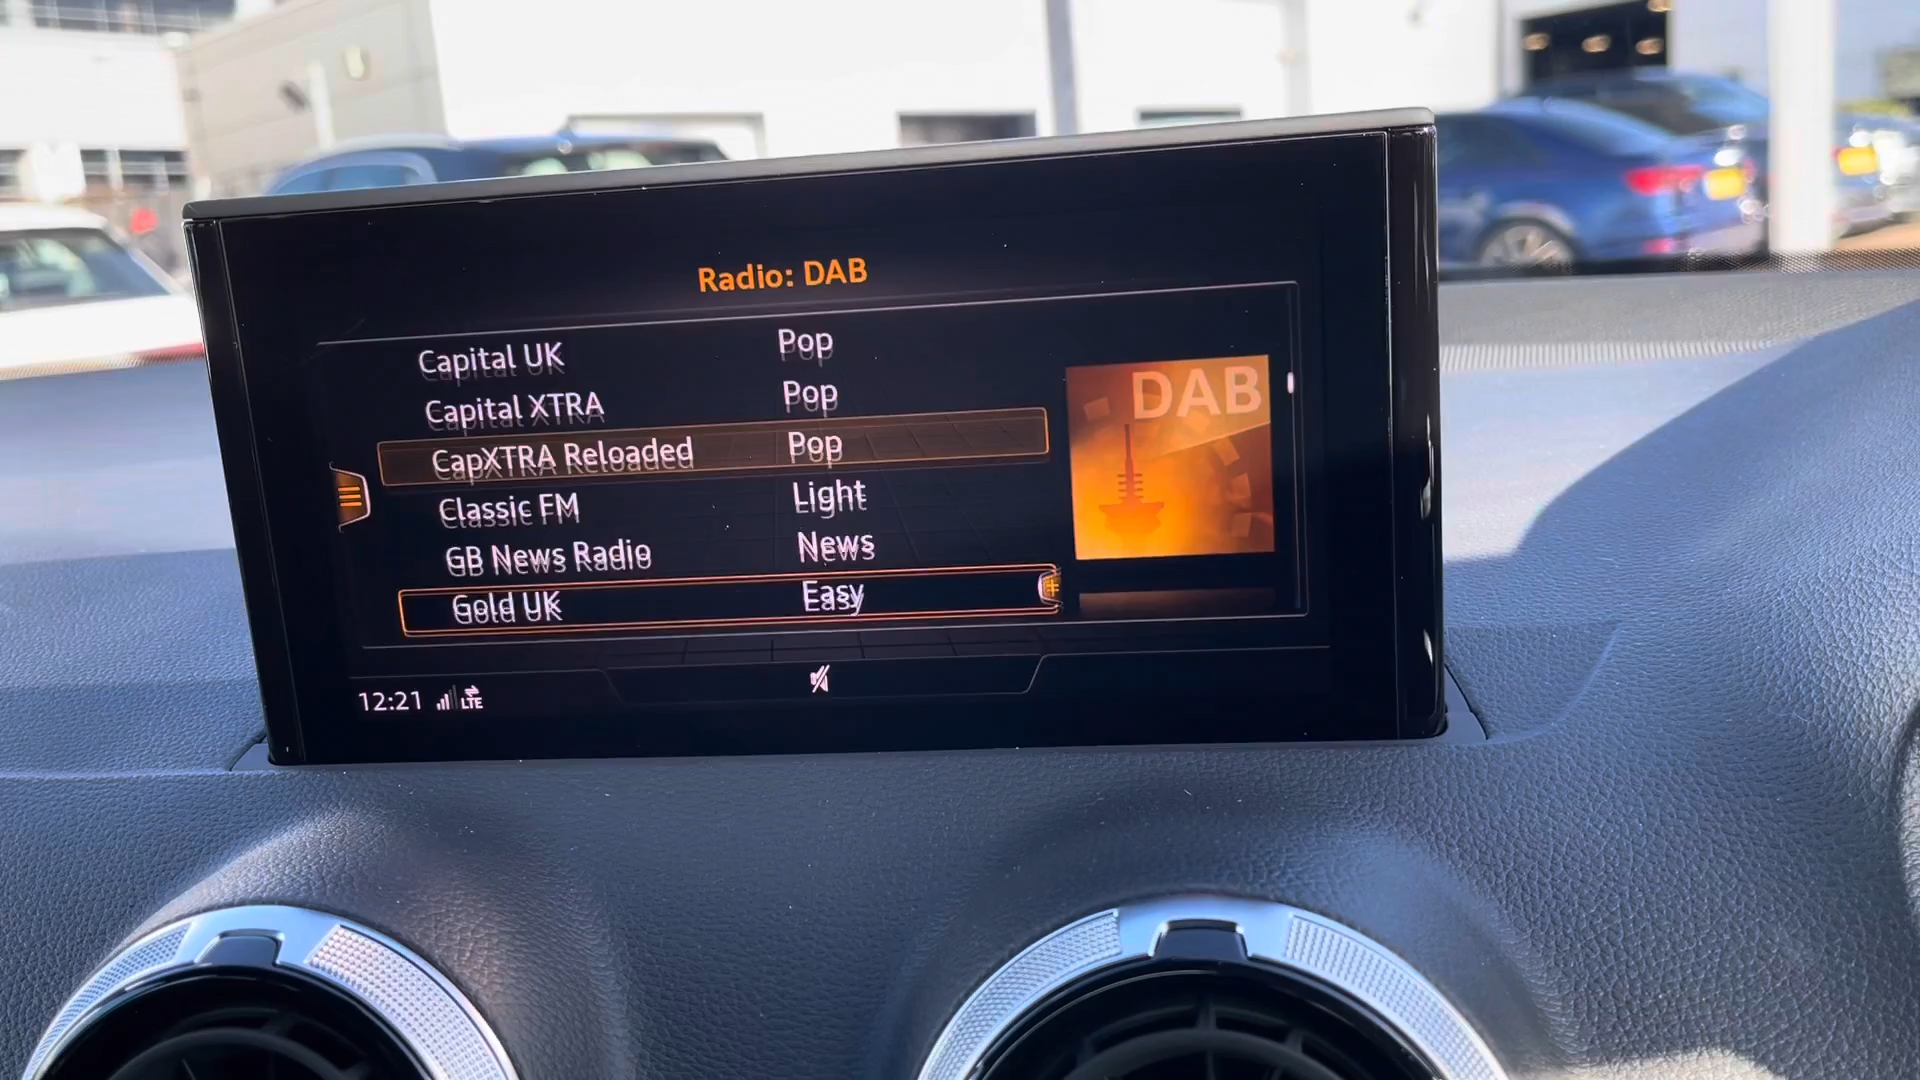 Radio: DAB
Capital UK Pop
Capital XTRA Pop
CapXTRA Reloaded Pop
Classic FM Light
GB News Radio News
Gold UK Easy
DAB
12:21 LTE